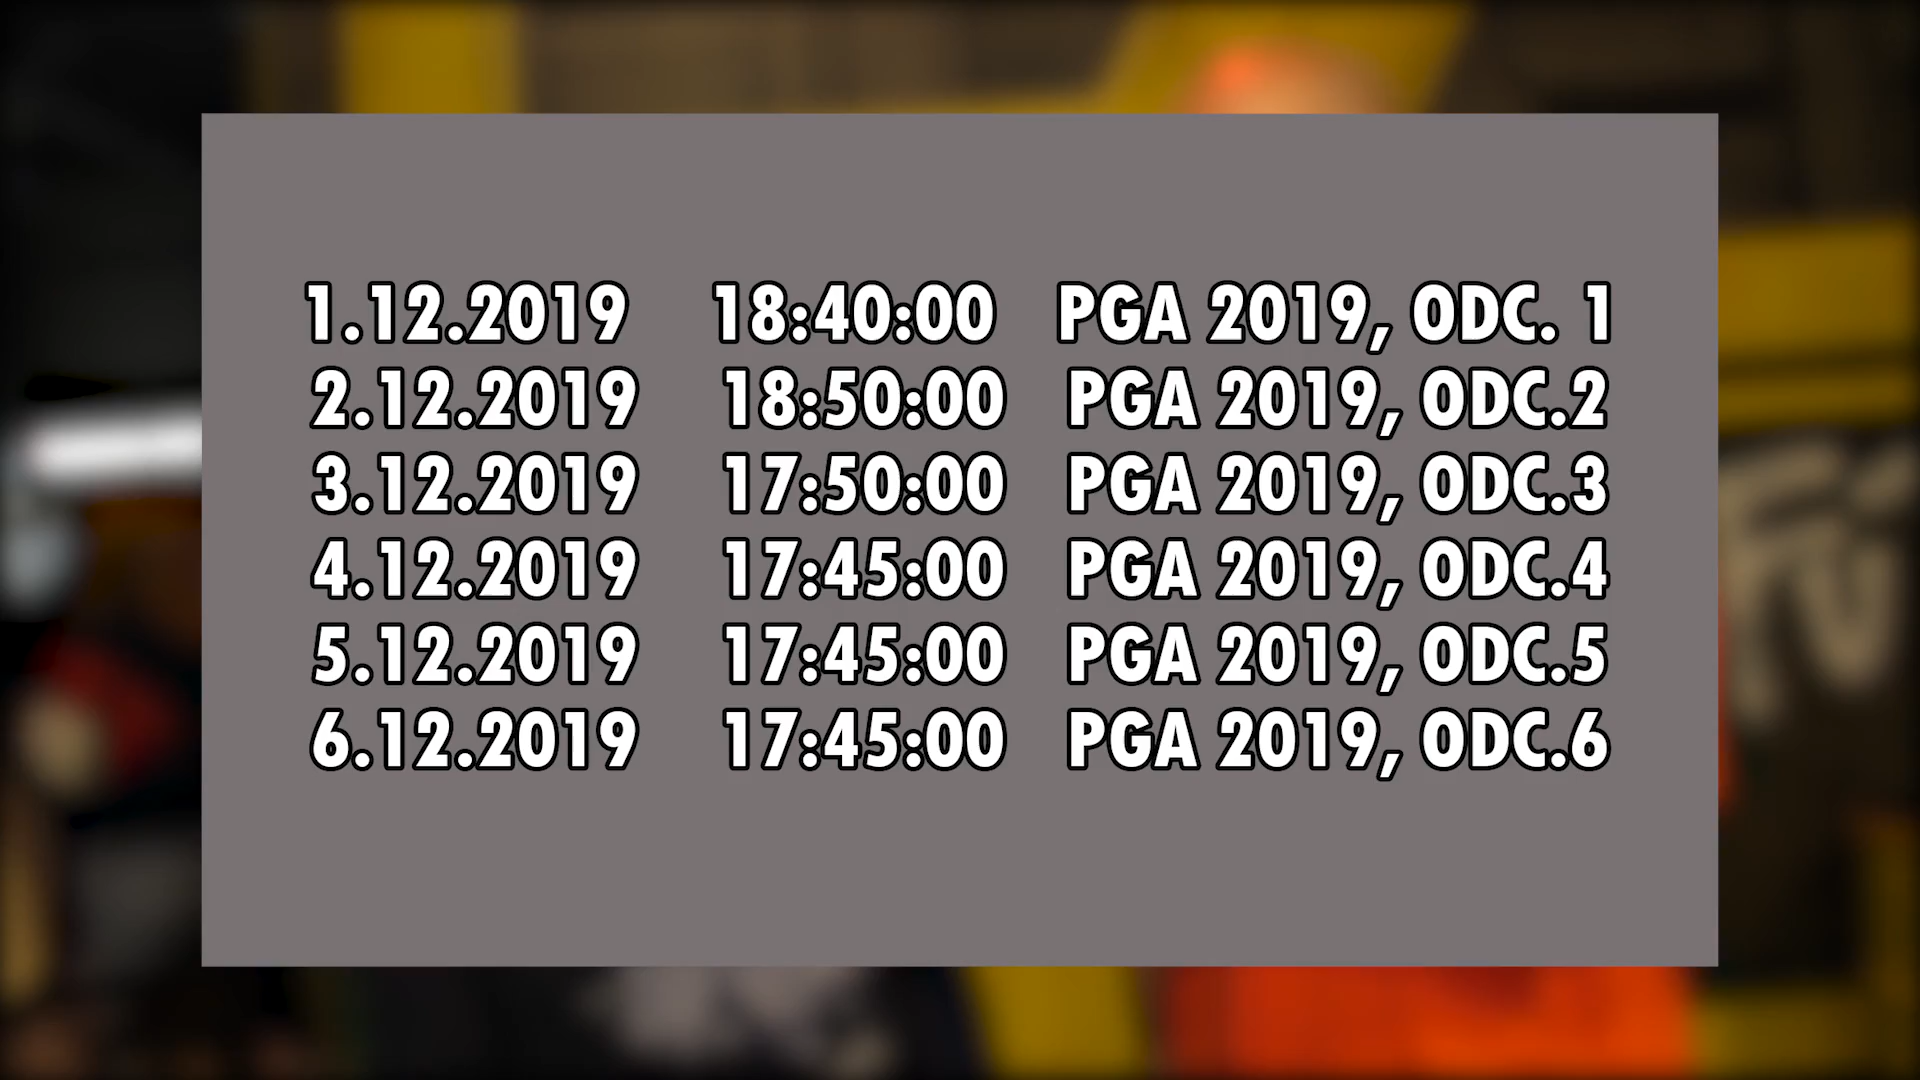 1.12.2019 18:40:00 PGA 2019, ODC. 1
2.12.2019 18:50:00 PGA 2019, ODC.2
3.12.2019 17:50:00 PGA 2019, ODC.3
4.12.2019 17:45:00 PGA 2019, ODC.4
5.12.2019 17:45:00 PGA 2019, ODC.5
6.12.2019 17:45:00 PGA 2019, ODC.6